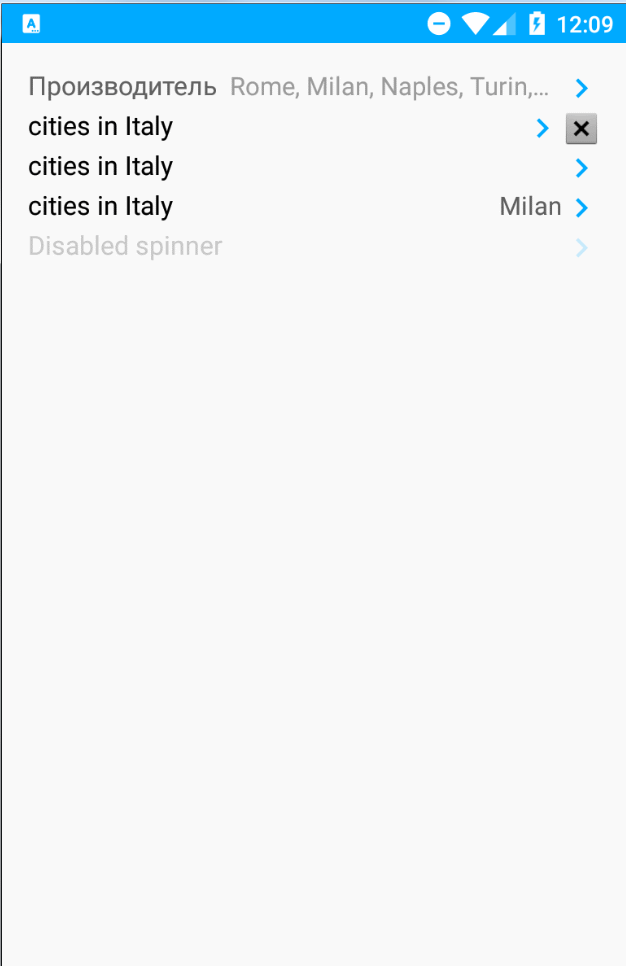 12:09
Производитель Rome, Milan, Naples, Turin,...
cities in Italy
cities in Italy
cities in Italy Milan
Disabled spinner